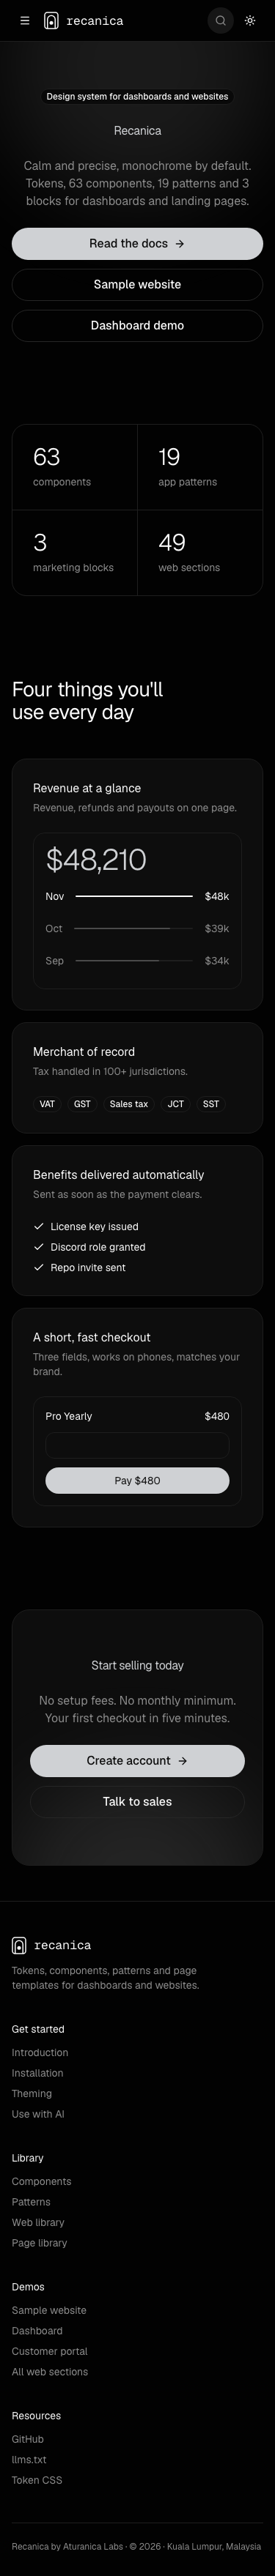 recanica
Design system for dashboards and websites
Recanica
Calm and precise, monochrome by default.
Tokens, 63 components, 19 patterns and 3
blocks for dashboards and landing pages.
Read the docs →
Sample website
Dashboard demo
63
components
19
app patterns
3
marketing blocks
49
web sections
Four things you'll
use every day
Revenue at a glance
Revenue, refunds and payouts on one page.
$48,210
Nov $48k
Oct $39k
Sep $34k
Merchant of record
Tax handled in 100+ jurisdictions.
VAT GST Sales tax JCT SST
Benefits delivered automatically
Sent as soon as the payment clears.
License key issued
Discord role granted
Repo invite sent
A short, fast checkout
Three fields, works on phones, matches your
brand.
Pro Yearly $480
Pay $480
Start selling today
No setup fees. No monthly minimum.
Your first checkout in five minutes.
Create account →
Talk to sales
recanica
Tokens, components, patterns and page
templates for dashboards and websites.
Get started
Introduction
Installation
Theming
Use with AI
Library
Components
Patterns
Web library
Page library
Demos
Sample website
Dashboard
Customer portal
All web sections
Resources
GitHub
llms.txt
Token CSS
Recanica by Aturanica Labs · © 2026 · Kuala Lumpur, Malaysia